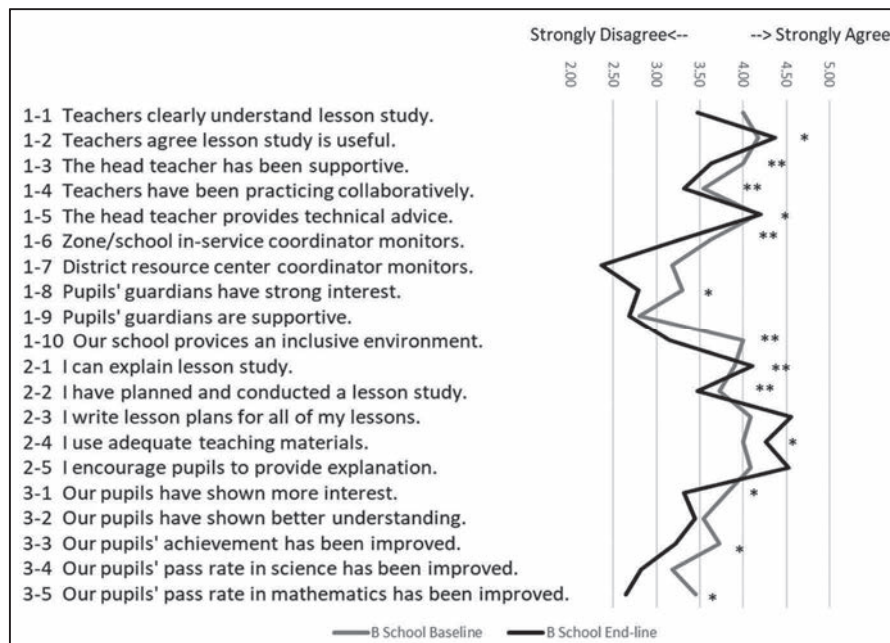 Strongly Disagree<-- --> Strongly Agree
2.00 2.50 3.00 3.50 4.00 4.50 5.00
1-1 Teachers clearly understand lesson study.
1-2 Teachers agree lesson study is useful. *
1-3 The head teacher has been supportive. **
1-4 Teachers have been practicing collaboratively. **
1-5 The head teacher provides technical advice. *
1-6 Zone/school in-service coordinator monitors. **
1-7 District resource center coordinator monitors.
1-8 Pupils' guardians have strong interest. *
1-9 Pupils' guardians are supportive.
1-10 Our school provices an inclusive environment. **
2-1 I can explain lesson study. **
2-2 I have planned and conducted a lesson study. **
2-3 I write lesson plans for all of my lessons.
2-4 I use adequate teaching materials. *
2-5 I encourage pupils to provide explanation.
3-1 Our pupils have shown more interest. *
3-2 Our pupils have shown better understanding.
3-3 Our pupils' achievement has been improved. *
3-4 Our pupils' pass rate in science has been improved.
3-5 Our pupils' pass rate in mathematics has been improved. *
B School Baseline B School End-line